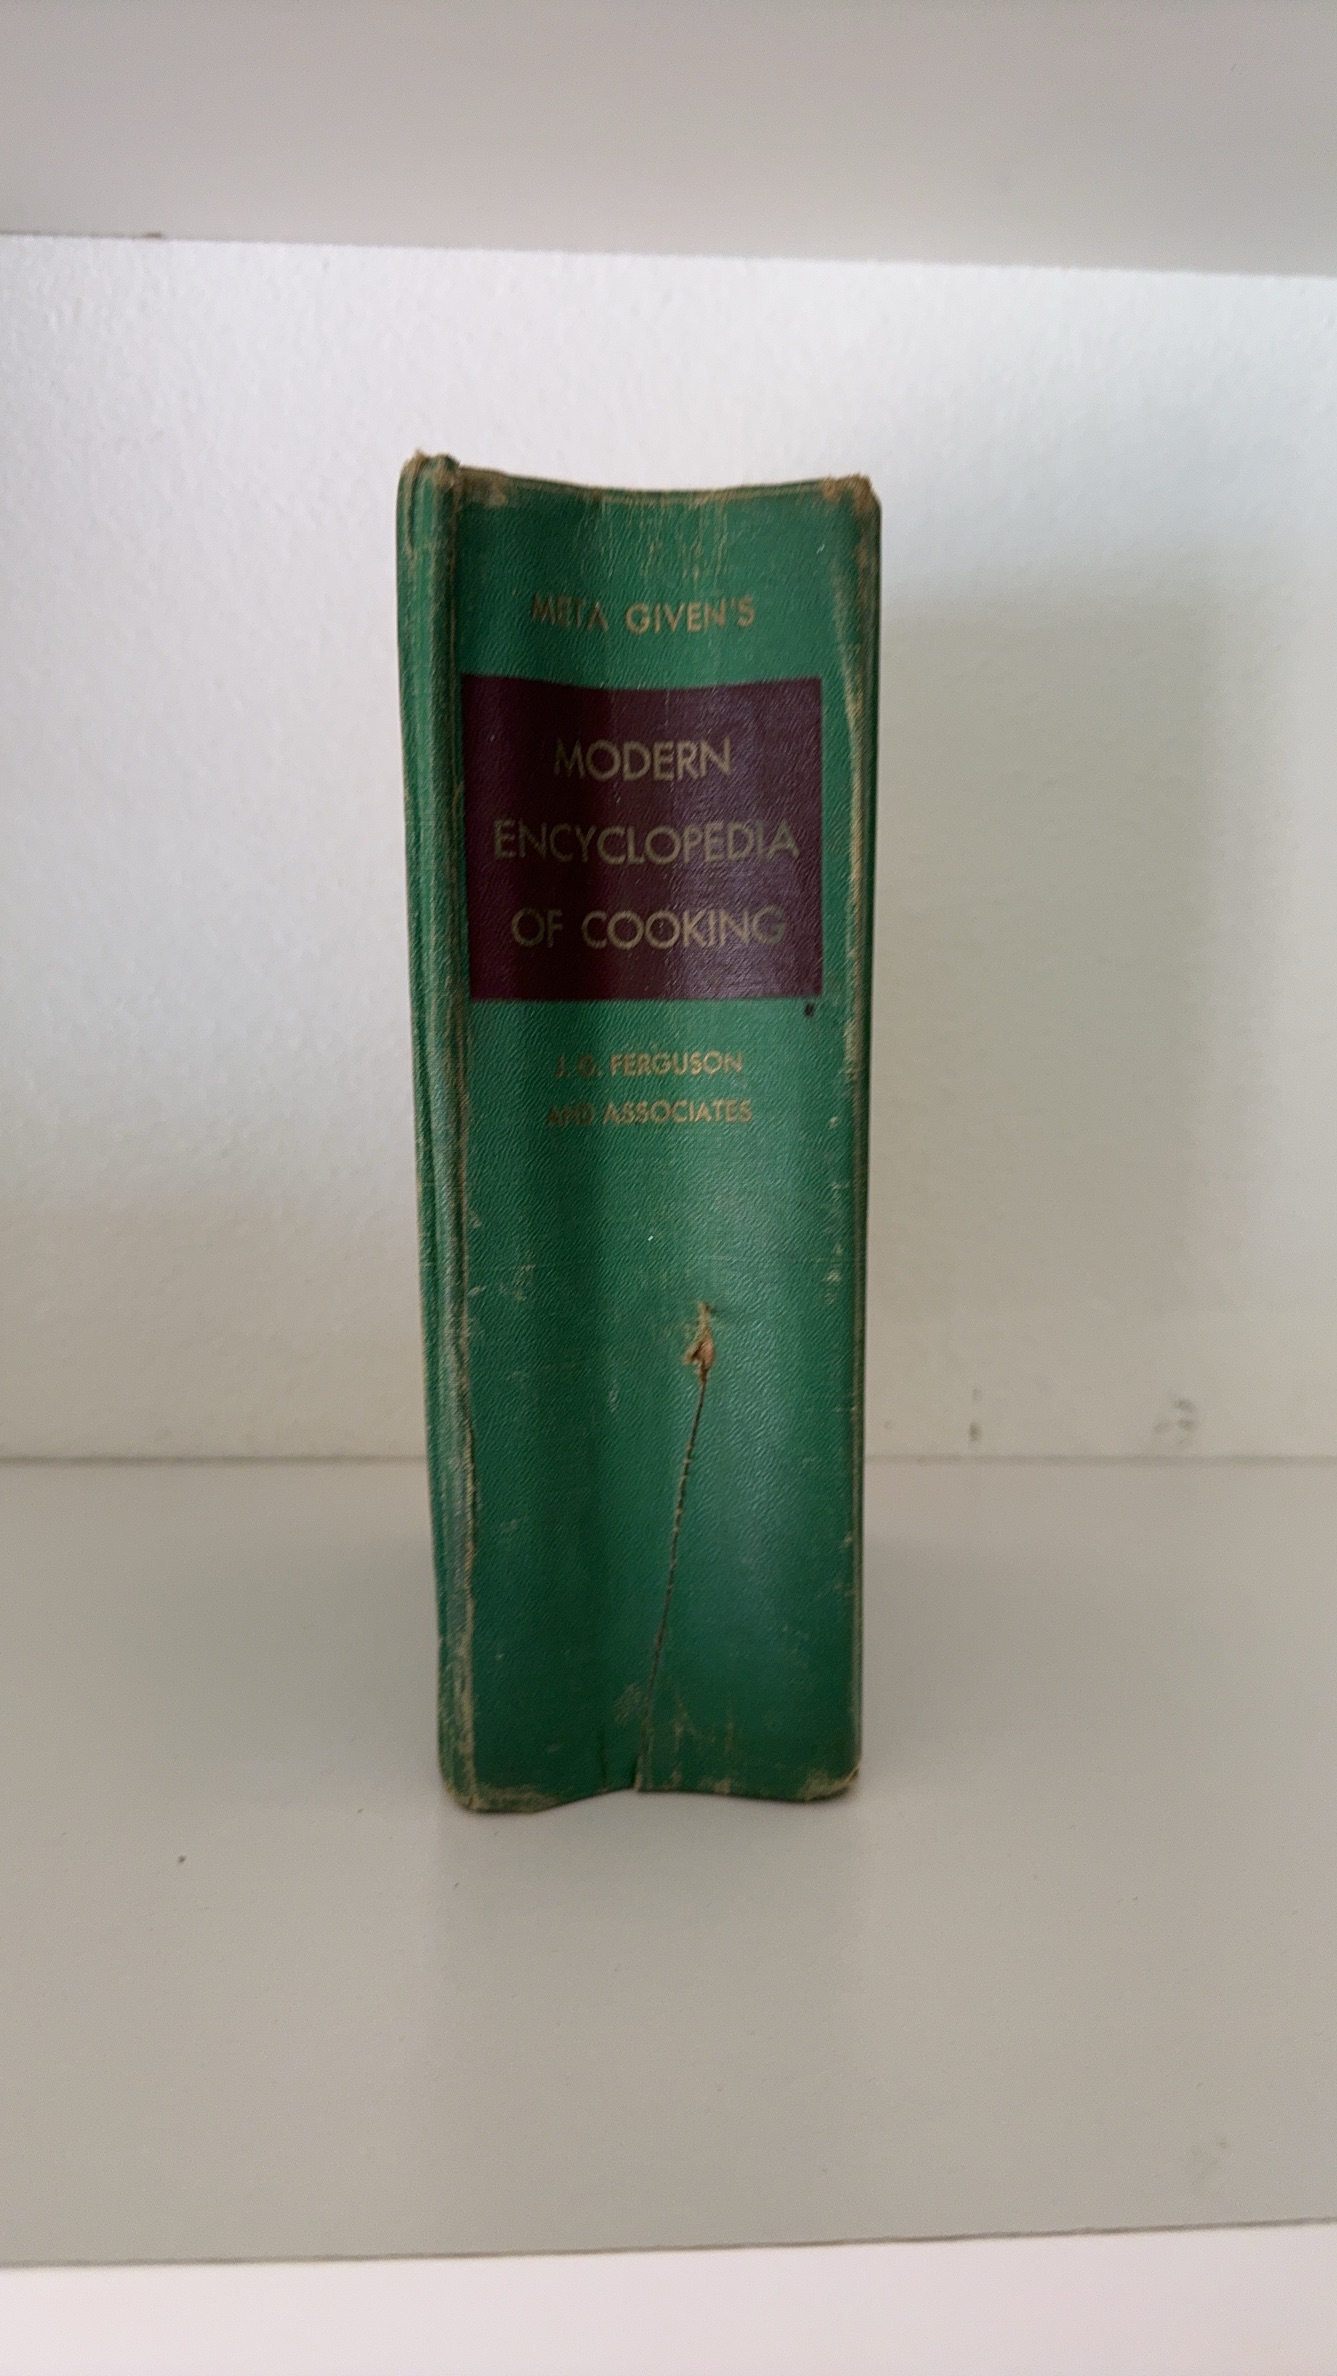 META GIVEN'S
MODERN
ENCYCLOPEDIA
OF COOKING
J. G. FERGUSON
AND ASSOCIATES